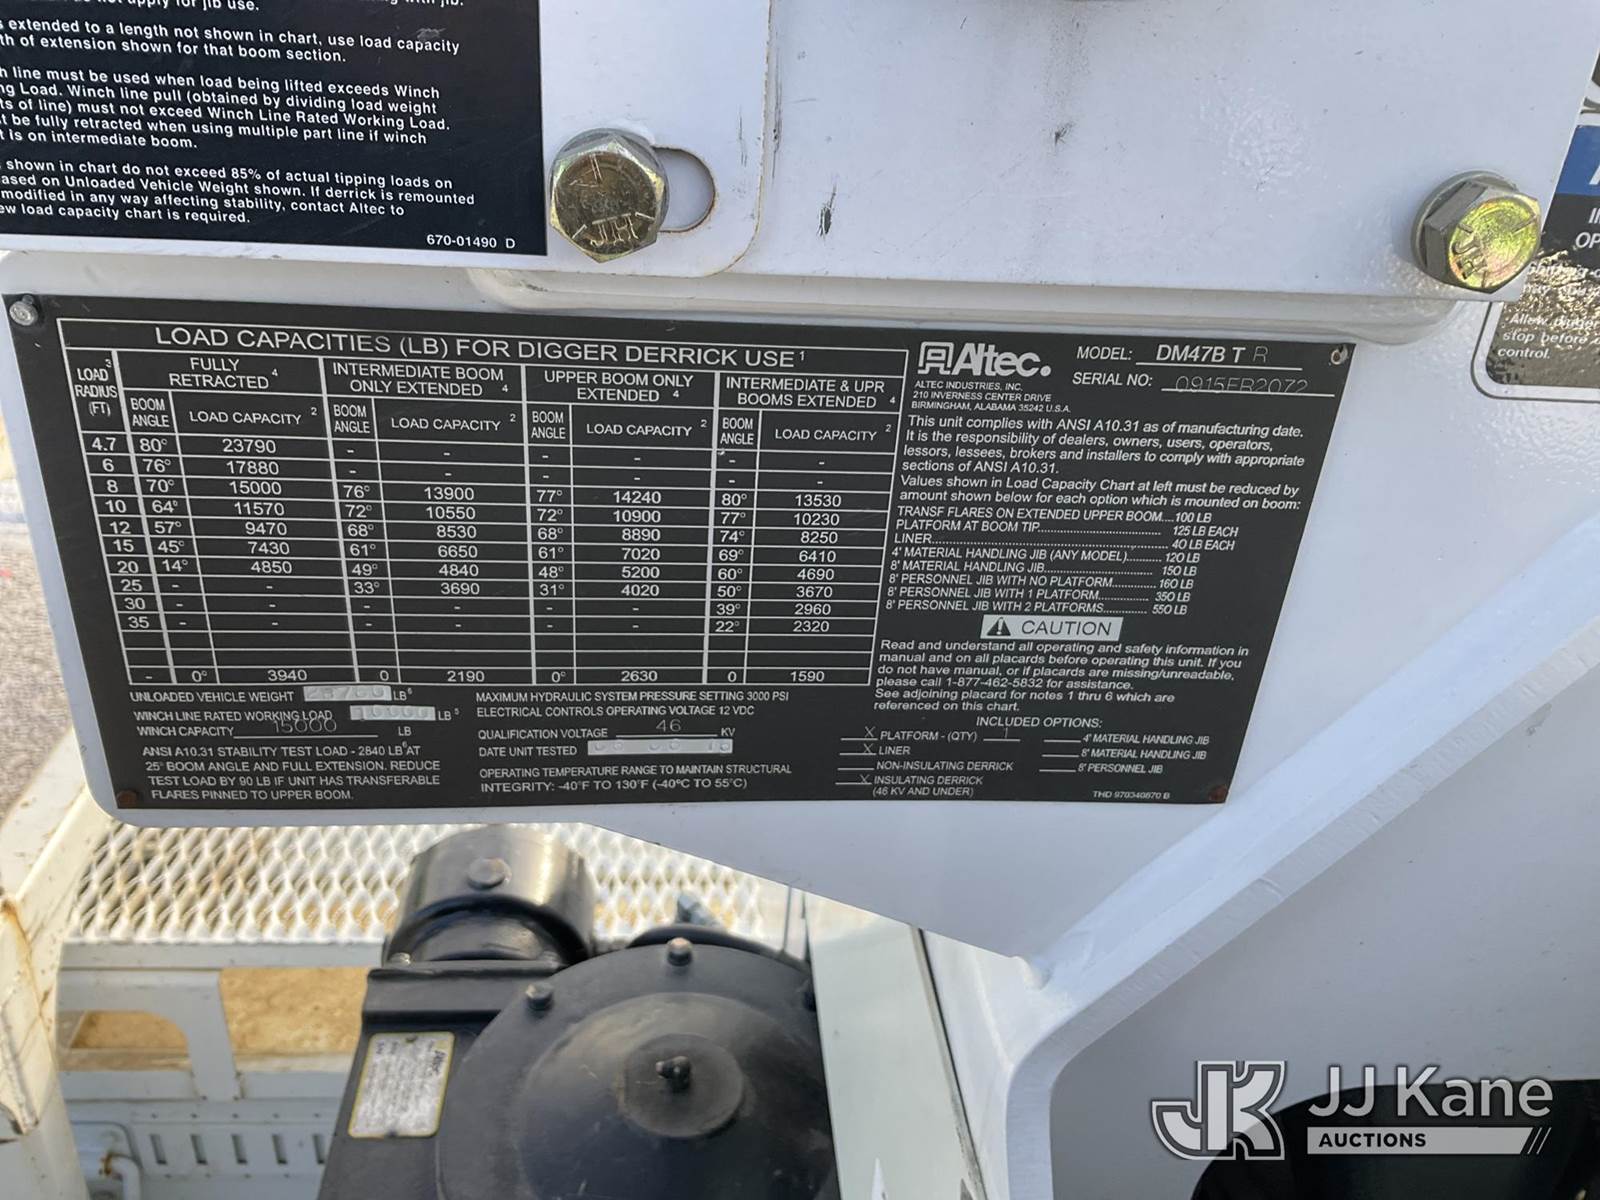 not apply for jib use.
s extended to a length not shown in chart, use load capacity
th of extension shown for that boom section.
h line must be used when load being lifted exceeds Winch
ng Load. Winch line pull (obtained by dividing load weight
ts of line) must not exceed Winch Line Rated Working Load.
t be fully retracted when using multiple part line if winch
t is on intermediate boom.
shown in chart do not exceed 85% of actual tipping loads on
ased on Unloaded Vehicle Weight shown. If derrick is remounted
modified in any way affecting stability, contact Altec to
ew load capacity chart is required.
670-01490 D
JH
JH
LOAD CAPACITIES (LB) FOR DIGGER DERRICK USE 1
LOAD 3 RADIUS (FT) FULLY RETRACTED 4 INTERMEDIATE BOOM ONLY EXTENDED 4 UPPER BOOM ONLY EXTENDED 4 INTERMEDIATE & UPR BOOMS EXTENDED 4
BOOM ANGLE LOAD CAPACITY 2 BOOM ANGLE LOAD CAPACITY 2 BOOM ANGLE LOAD CAPACITY 2 BOOM ANGLE LOAD CAPACITY 2
4.7 80° 23790 - - - - - -
6 76° 17880 - - - - - -
8 70° 15000 76° 13900 77° 14240 80° 13530
10 64° 11570 72° 10550 72° 10900 77° 10230
12 57° 9470 68° 8530 68° 8890 74° 8250
15 45° 7430 61° 6650 61° 7020 69° 6410
20 14° 4850 49° 4840 48° 5200 60° 4690
25 - - 33° 3690 31° 4020 50° 3670
30 - - - - - - 39° 2960
35 - - - - - - 22° 2320
- 0° 3940 0 2190 0° 2630 0 1590
UNLOADED VEHICLE WEIGHT LB 6
WINCH LINE RATED WORKING LOAD 10000 LB 5
WINCH CAPACITY 15000 LB
ANSI A10.31 STABILITY TEST LOAD - 2840 LB 6 AT
25° BOOM ANGLE AND FULL EXTENSION. REDUCE
TEST LOAD BY 90 LB IF UNIT HAS TRANSFERABLE
FLARES PINNED TO UPPER BOOM.
MAXIMUM HYDRAULIC SYSTEM PRESSURE SETTING 3000 PSI
ELECTRICAL CONTROLS OPERATING VOLTAGE 12 VDC
QUALIFICATION VOLTAGE 46 KV
DATE UNIT TESTED
OPERATING TEMPERATURE RANGE TO MAINTAIN STRUCTURAL
INTEGRITY: -40°F TO 130°F (-40°C TO 55°C)
Altec.
ALTEC INDUSTRIES, INC.
210 INVERNESS CENTER DRIVE
BIRMINGHAM, ALABAMA 35242 U.S.A.
MODEL: DM47B T R
SERIAL NO: 0915FB2072
This unit complies with ANSI A10.31 as of manufacturing date.
It is the responsibility of dealers, owners, users, operators,
lessors, lessees, brokers and installers to comply with appropriate
sections of ANSI A10.31.
Values shown in Load Capacity Chart at left must be reduced by
amount shown below for each option which is mounted on boom:
TRANSF FLARES ON EXTENDED UPPER BOOM....100 LB
PLATFORM AT BOOM TIP.......... 125 LB EACH
LINER.......... 40 LB EACH
4' MATERIAL HANDLING JIB (ANY MODEL).......... 120 LB
8' MATERIAL HANDLING JIB.......... 150 LB
8' PERSONNEL JIB WITH NO PLATFORM.......... 160 LB
8' PERSONNEL JIB WITH 1 PLATFORM.......... 350 LB
8' PERSONNEL JIB WITH 2 PLATFORMS.......... 550 LB
CAUTION
Read and understand all operating and safety information in
manual and on all placards before operating this unit. If you
do not have manual, or if placards are missing/unreadable,
please call 1-877-462-5832 for assistance.
See adjoining placard for notes 1 thru 6 which are
referenced on this chart.
INCLUDED OPTIONS:
X PLATFORM - (QTY) 1
X LINER
NON-INSULATING DERRICK
X INSULATING DERRICK
(46 KV AND UNDER)
4' MATERIAL HANDLING JIB
8' MATERIAL HANDLING JIB
8' PERSONNEL JIB
THD 970340870 B
Allow digger
stop before
control.
Altec
JK JJ Kane
AUCTIONS